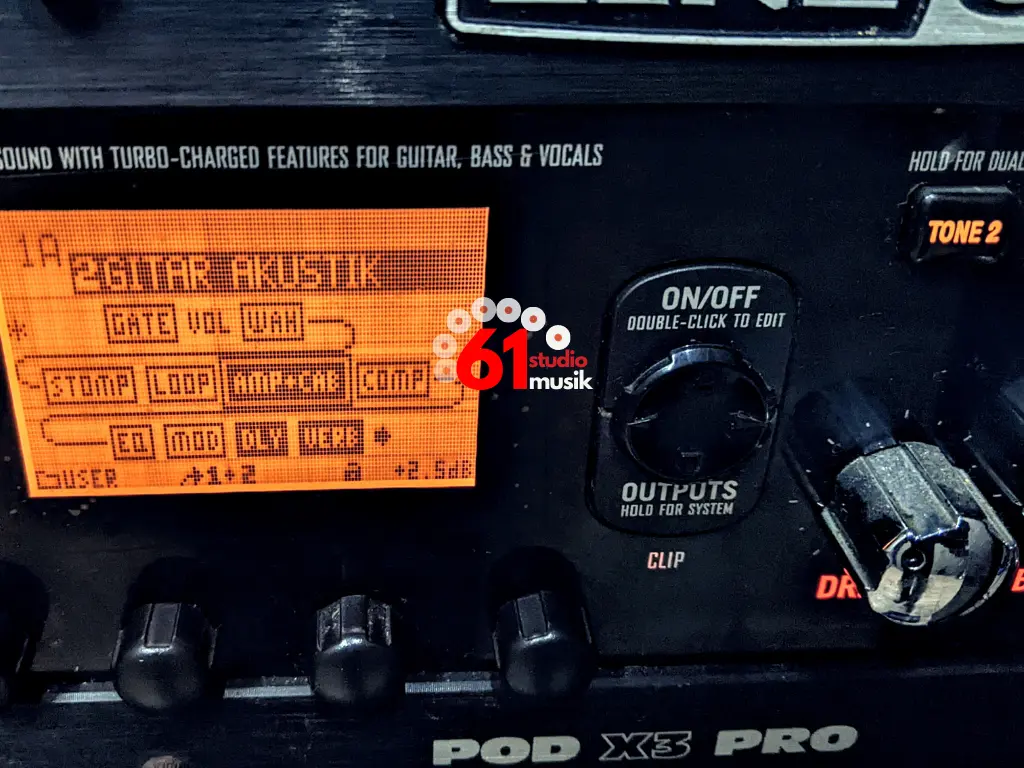 SOUND WITH TURBO-CHARGED FEATURES FOR GUITAR, BASS & VOCALS
HOLD FOR DUAL
TONE 2
1A 2GITAR AKUSTIK
GATE VOL WAH
STOMP LOOP AMP+CAB COMP
EQ MOD DLY VERB
USER 1+2 +2.5dB
61 studio
musik
ON/OFF
DOUBLE-CLICK TO EDIT
OUTPUTS
HOLD FOR SYSTEM
CLIP
POD X3 PRO